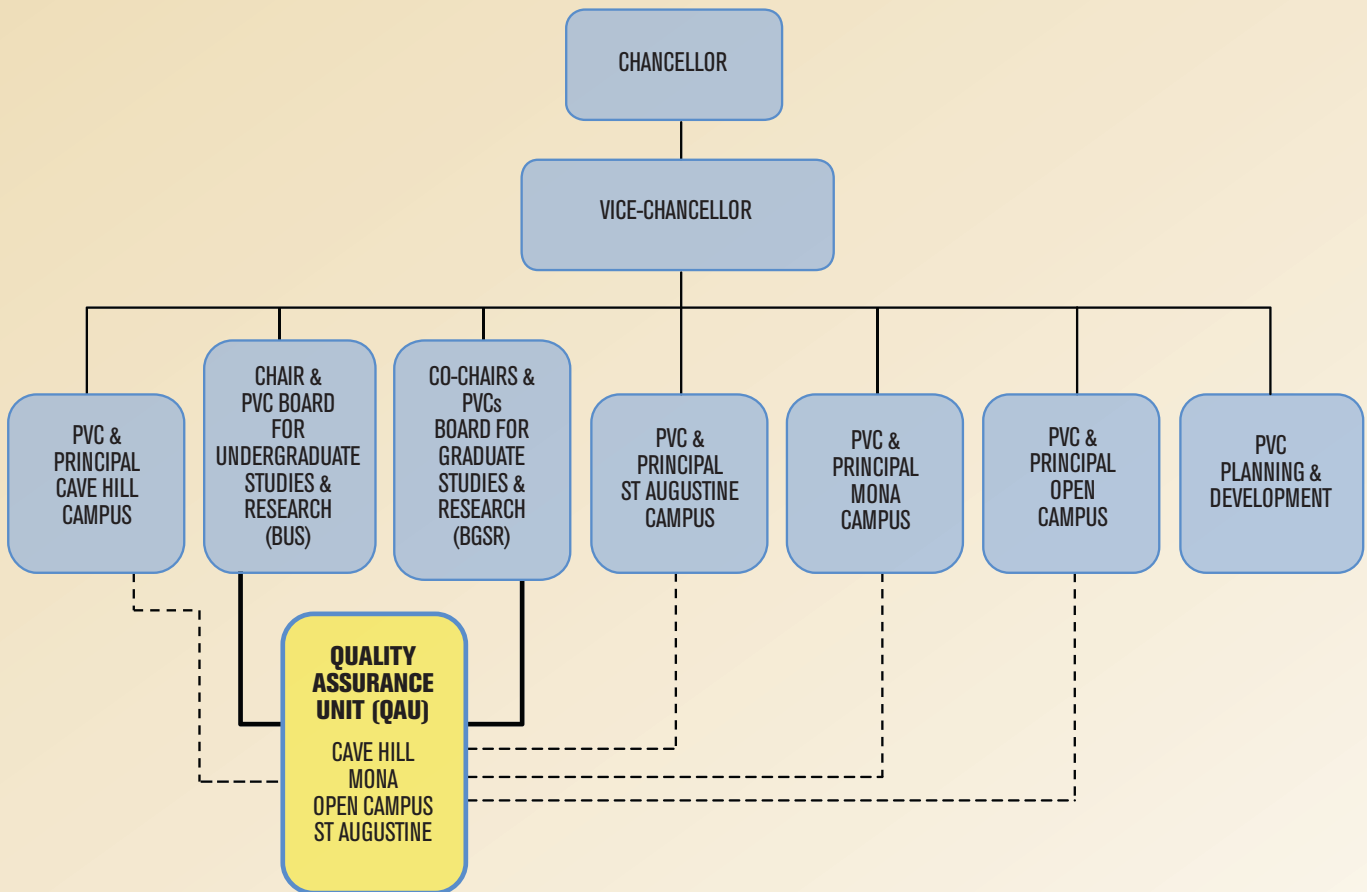 CHANCELLOR
VICE-CHANCELLOR
PVC &
PRINCIPAL
CAVE HILL
CAMPUS
CHAIR &
PVC BOARD
FOR
UNDERGRADUATE
STUDIES &
RESEARCH
(BUS)
CO-CHAIRS &
PVCs
BOARD FOR
GRADUATE
STUDIES &
RESEARCH
(BGSR)
PVC &
PRINCIPAL
ST AUGUSTINE
CAMPUS
PVC &
PRINCIPAL
MONA
CAMPUS
PVC &
PRINCIPAL
OPEN
CAMPUS
PVC
PLANNING &
DEVELOPMENT
QUALITY
ASSURANCE
UNIT (QAU)
CAVE HILL
MONA
OPEN CAMPUS
ST AUGUSTINE